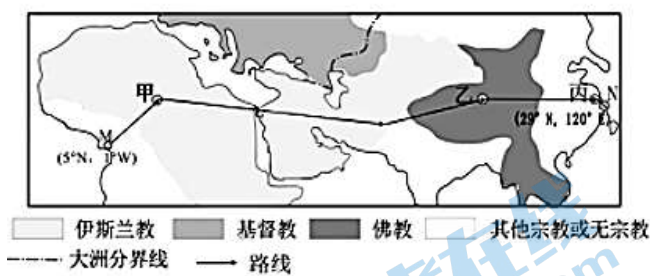 甲
乙
丙
N
M
(5°N, 1°W)
(29°N, 120°E)
伊斯兰教
基督教
佛教
其他宗教或无宗教
大洲分界线
路线